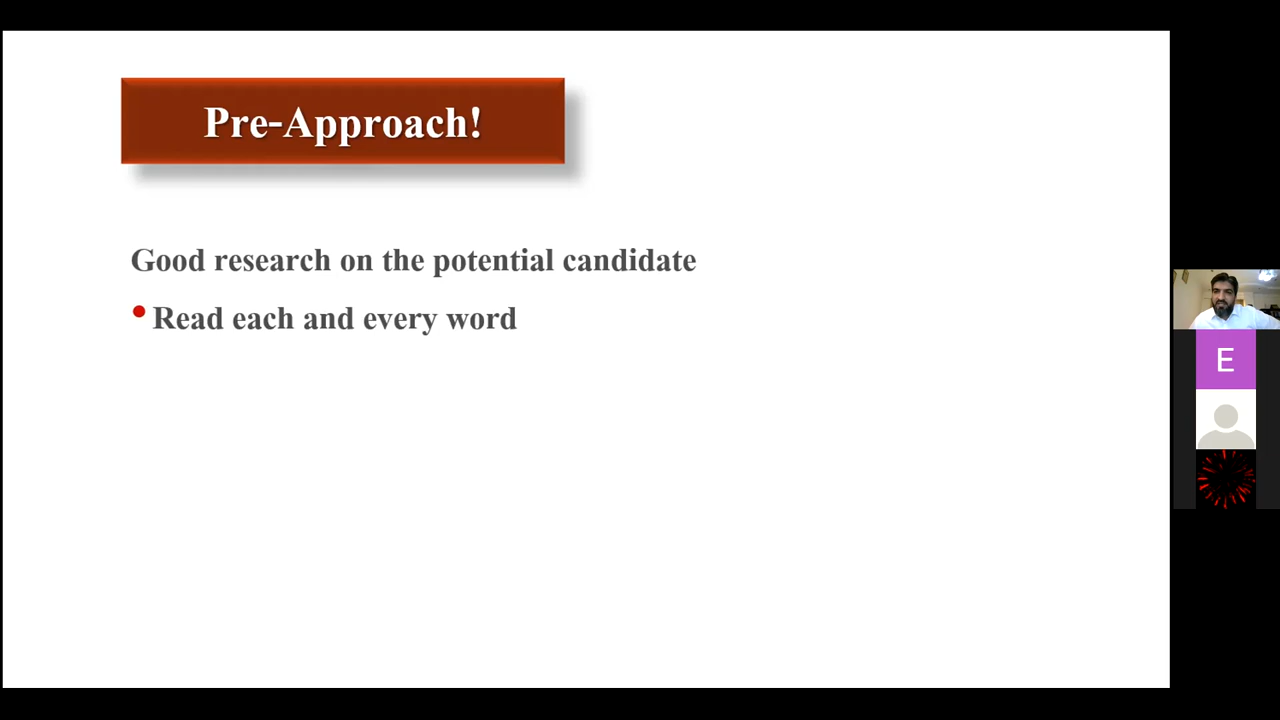 Pre-Approach!
Good research on the potential candidate
• Read each and every word
E